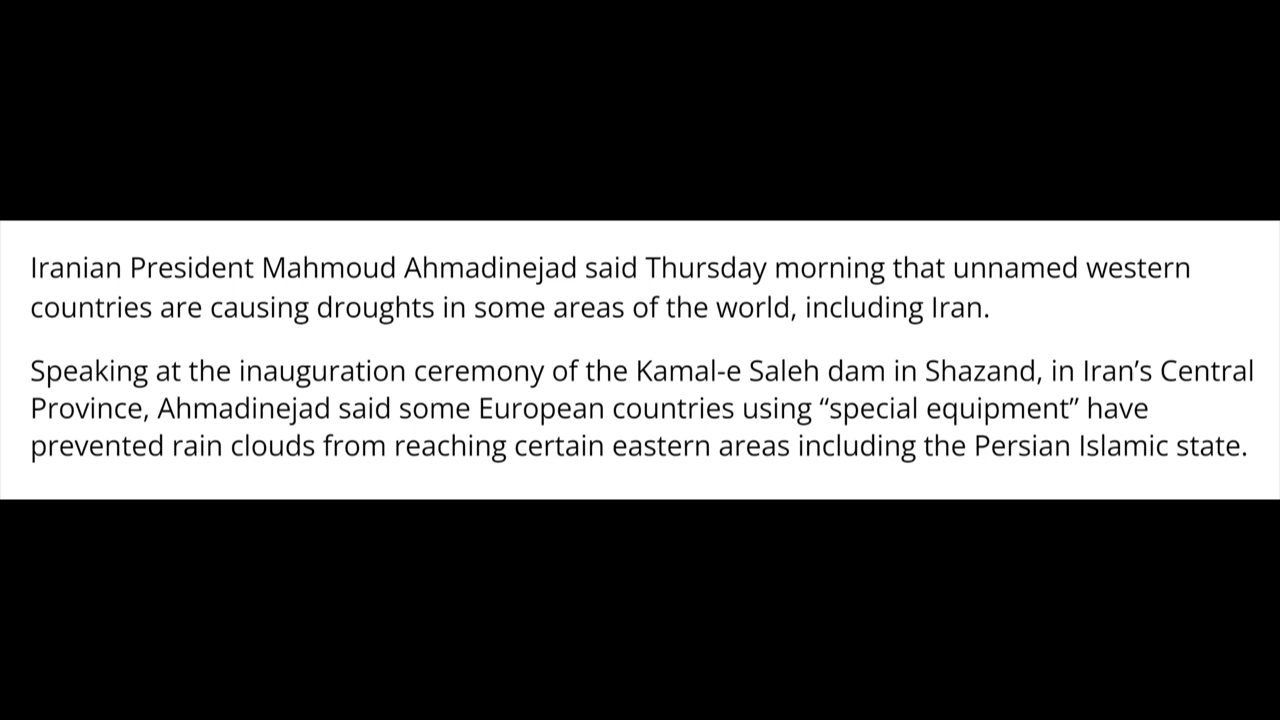 Iranian President Mahmoud Ahmadinejad said Thursday morning that unnamed western
countries are causing droughts in some areas of the world, including Iran.
Speaking at the inauguration ceremony of the Kamal-e Saleh dam in Shazand, in Iran’s Central
Province, Ahmadinejad said some European countries using “special equipment” have
prevented rain clouds from reaching certain eastern areas including the Persian Islamic state.